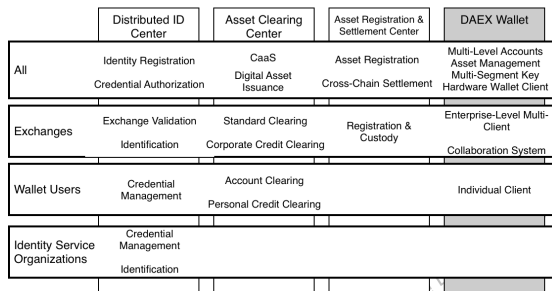 Distributed ID
Center
Asset Clearing
Center
Asset Registration &
Settlement Center
DAEX Wallet
All
Identity Registration
Credential Authorization
CaaS
Digital Asset
Issuance
Asset Registration
Cross-Chain Settlement
Multi-Level Accounts
Asset Management
Multi-Segment Key
Hardware Wallet Client
Exchanges
Exchange Validation
Identification
Standard Clearing
Corporate Credit Clearing
Registration &
Custody
Enterprise-Level Multi-
Client
Collaboration System
Wallet Users
Credential
Management
Account Clearing
Personal Credit Clearing
Individual Client
Identity Service
Organizations
Credential
Management
Identification